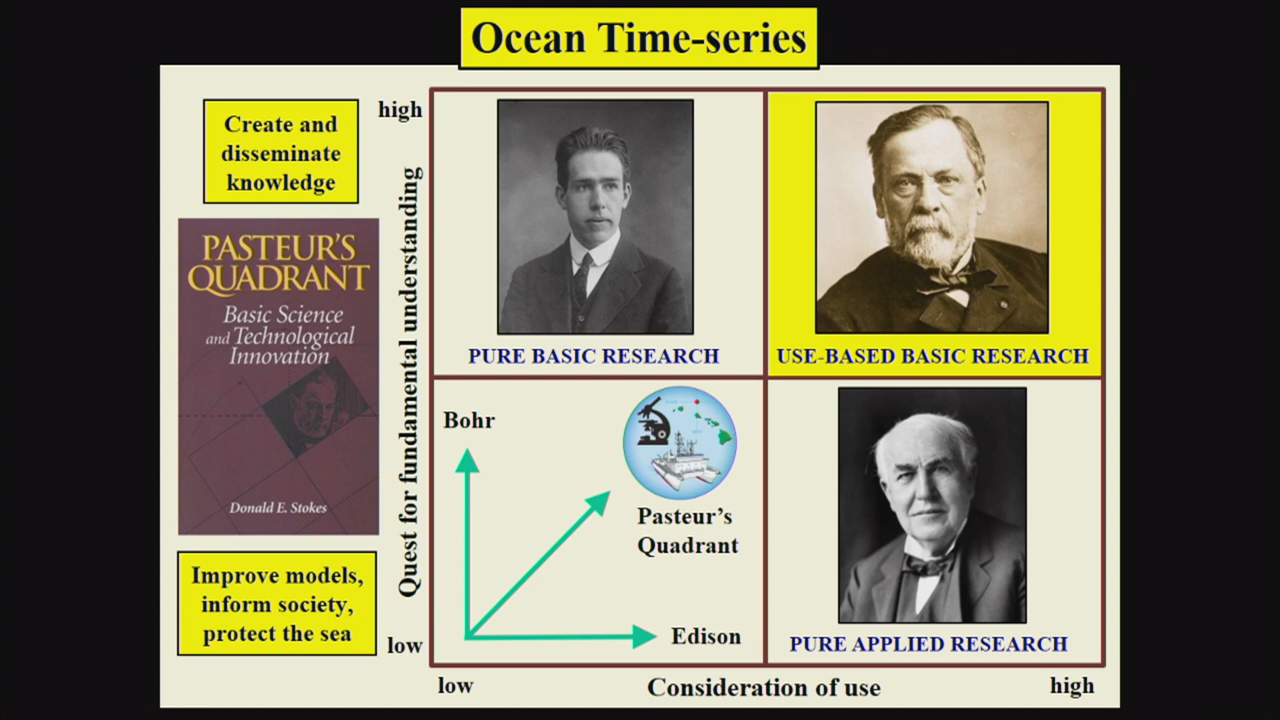 Ocean Time-series
Create and
disseminate
knowledge
high
PASTEUR'S
QUADRANT
Basic Science
and Technological
Innovation
Donald E. Stokes
Improve models,
inform society,
protect the sea
Quest for fundamental understanding
low
PURE BASIC RESEARCH
USE-BASED BASIC RESEARCH
Bohr
Pasteur's
Quadrant
Edison
PURE APPLIED RESEARCH
low
Consideration of use
high